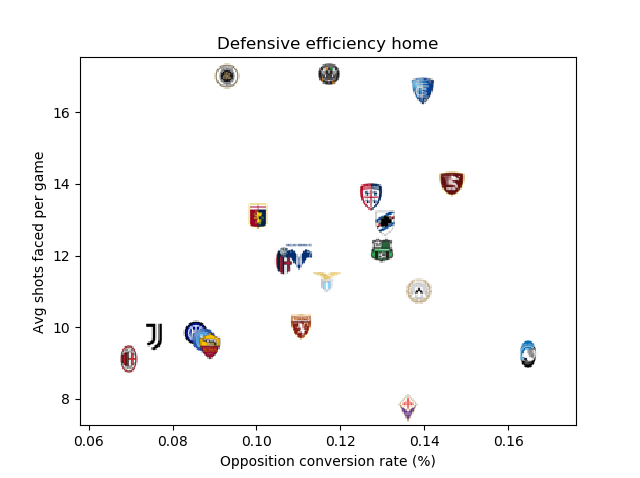 Defensive efficiency home
Avg shots faced per game
16
14
12
10
8
0.06 0.08 0.10 0.12 0.14 0.16
Opposition conversion rate (%)